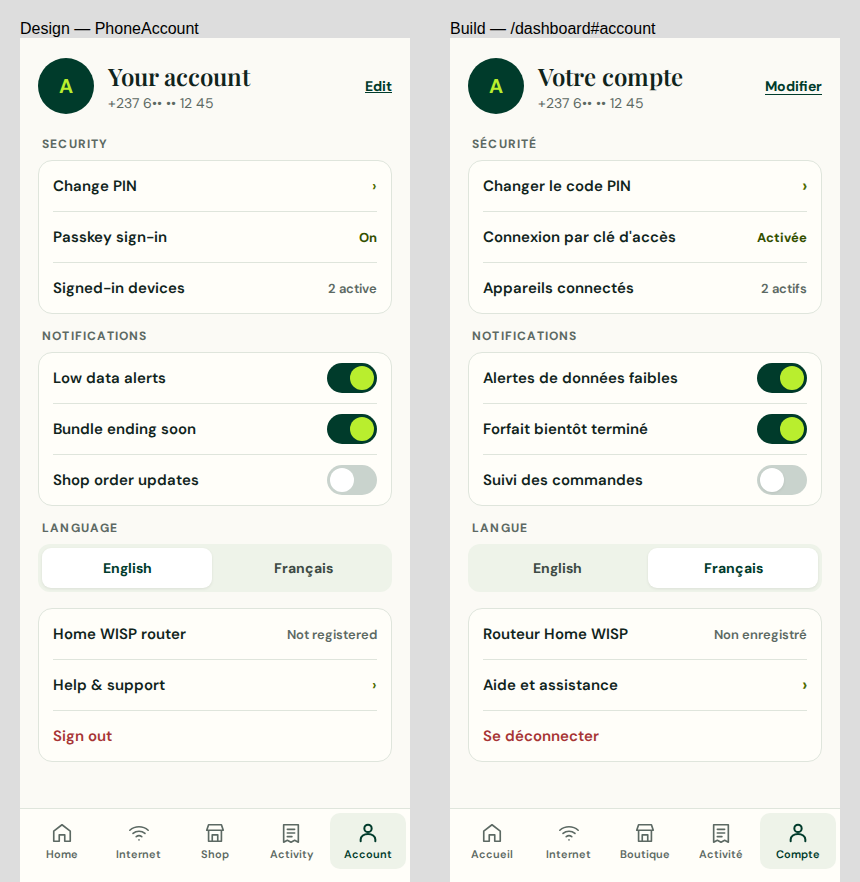 Design — PhoneAccount
A
Your account
+237 6•• •• 12 45
Edit
SECURITY
Change PIN ›
Passkey sign-in On
Signed-in devices 2 active
NOTIFICATIONS
Low data alerts
Bundle ending soon
Shop order updates
LANGUAGE
English Français
Home WISP router Not registered
Help & support ›
Sign out
Home Internet Shop Activity Account
Build — /dashboard#account
A
Votre compte
+237 6•• •• 12 45
Modifier
SÉCURITÉ
Changer le code PIN ›
Connexion par clé d'accès Activée
Appareils connectés 2 actifs
NOTIFICATIONS
Alertes de données faibles
Forfait bientôt terminé
Suivi des commandes
LANGUE
English Français
Routeur Home WISP Non enregistré
Aide et assistance ›
Se déconnecter
Accueil Internet Boutique Activité Compte